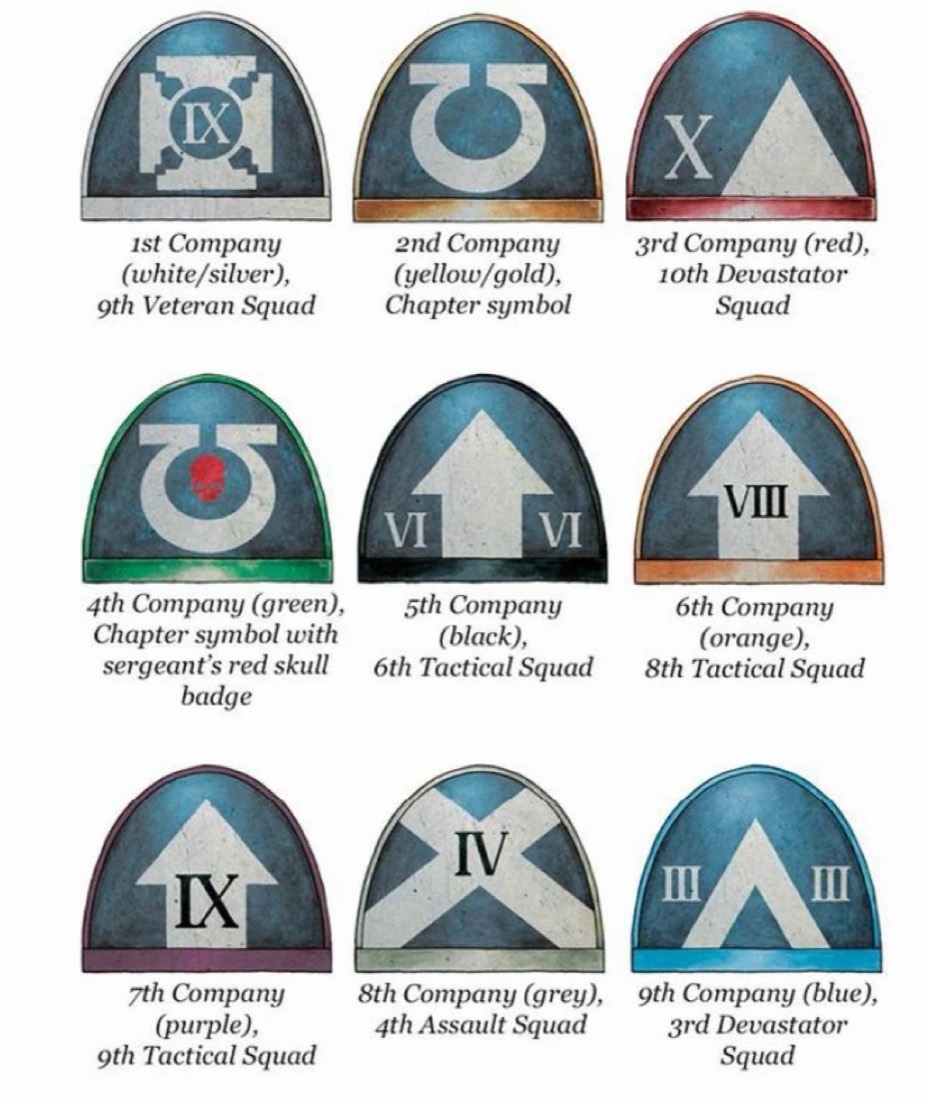 IX
X
1st Company
(white/silver),
9th Veteran Squad
2nd Company
(yellow/gold),
Chapter symbol
3rd Company (red),
10th Devastator
Squad
VI VI
VIII
4th Company (green),
Chapter symbol with
sergeant's red skull
badge
5th Company
(black),
6th Tactical Squad
6th Company
(orange),
8th Tactical Squad
IX
IV
III III
7th Company
(purple),
9th Tactical Squad
8th Company (grey),
4th Assault Squad
9th Company (blue),
3rd Devastator
Squad